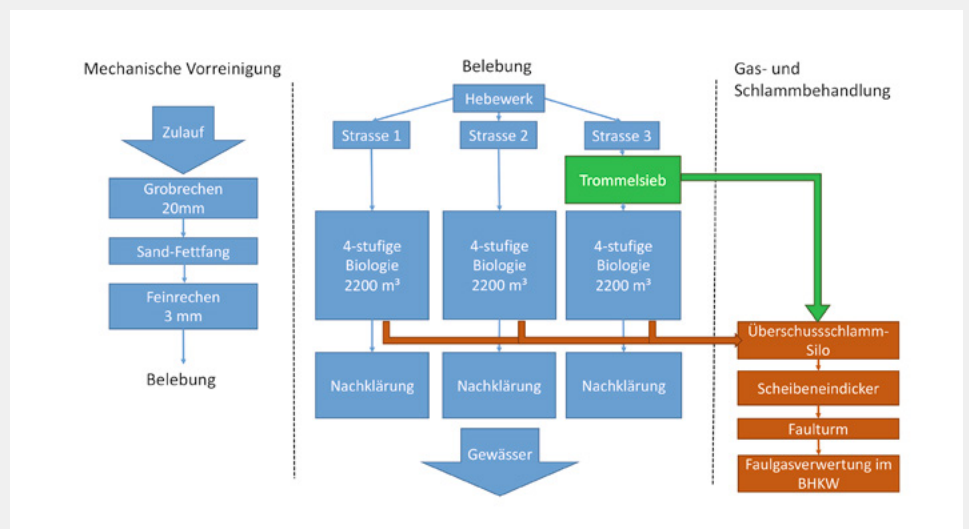 Mechanische Vorreinigung
Zulauf
Grobrechen
20mm
Sand-Fettfang
Feinrechen
3 mm
Belebung
Belebung
Hebewerk
Strasse 1
Strasse 2
Strasse 3
Trommelsieb
4-stufige
Biologie
2200 m³
4-stufige
Biologie
2200 m³
4-stufige
Biologie
2200 m³
Nachklärung
Nachklärung
Nachklärung
Gewässer
Gas- und
Schlammbehandlung
Überschussschlamm-
Silo
Scheibeneindicker
Faulturm
Faulgasverwertung im
BHKW